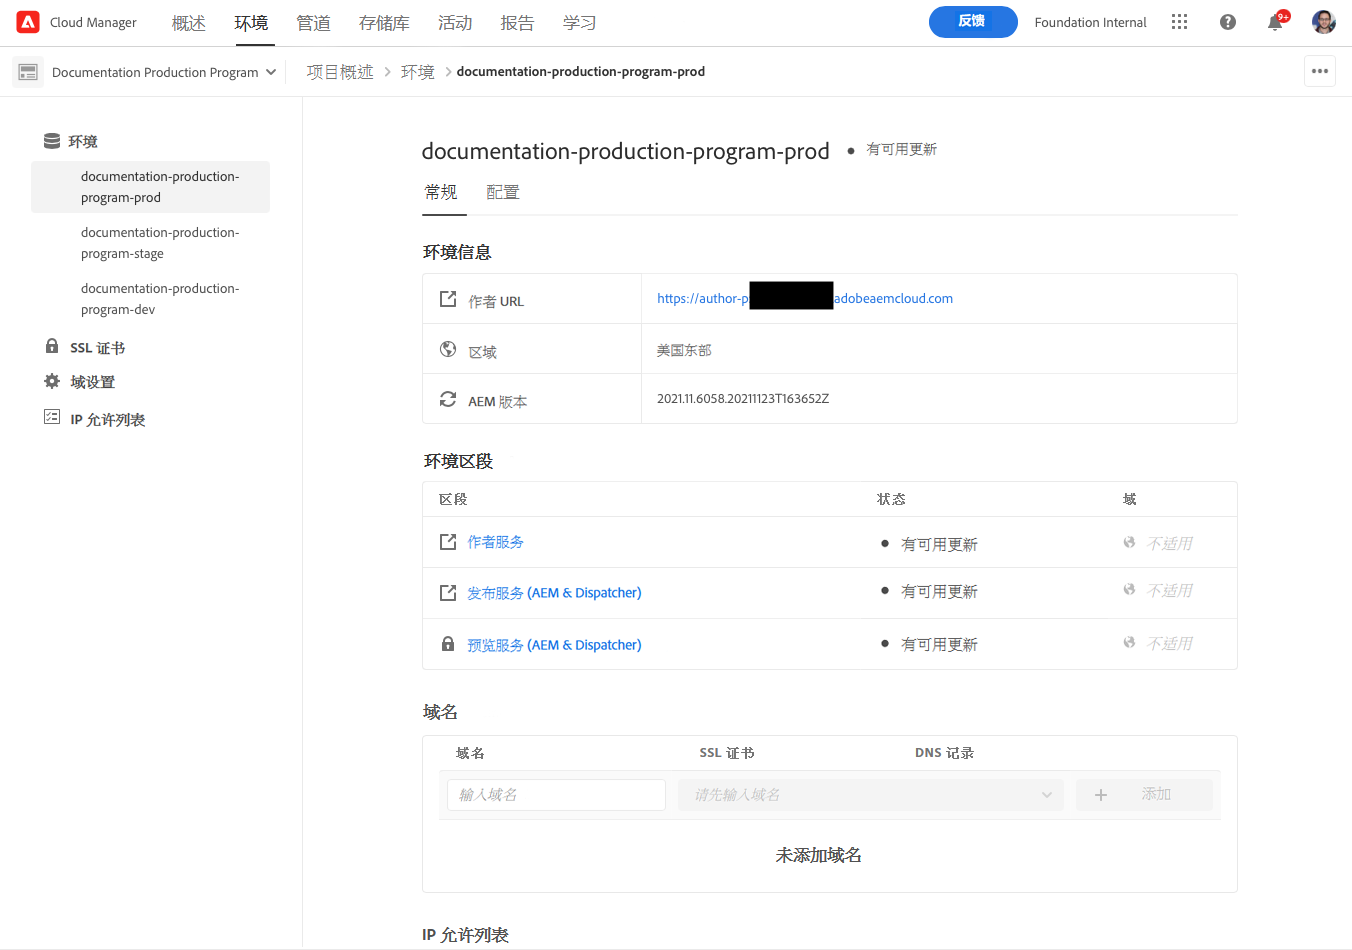 Cloud Manager 概述 环境 管道 存储库 活动 报告 学习 反馈 Foundation Internal 9+
Documentation Production Program 项目概述 环境 documentation-production-program-prod
环境
documentation-production-
program-prod
documentation-production-
program-stage
documentation-production-
program-dev
SSL 证书
域设置
IP 允许列表
documentation-production-program-prod 有可用更新
常规 配置
环境信息
作者 URL https://author-p adobeaemcloud.com
区域 美国东部
AEM 版本 2021.11.6058.20211123T163652Z
环境区段
区段 状态 域
作者服务 有可用更新 不适用
发布服务 (AEM & Dispatcher) 有可用更新 不适用
预览服务 (AEM & Dispatcher) 有可用更新 不适用
域名
域名 SSL 证书 DNS 记录
输入域名 请先输入域名 添加
未添加域名
IP 允许列表